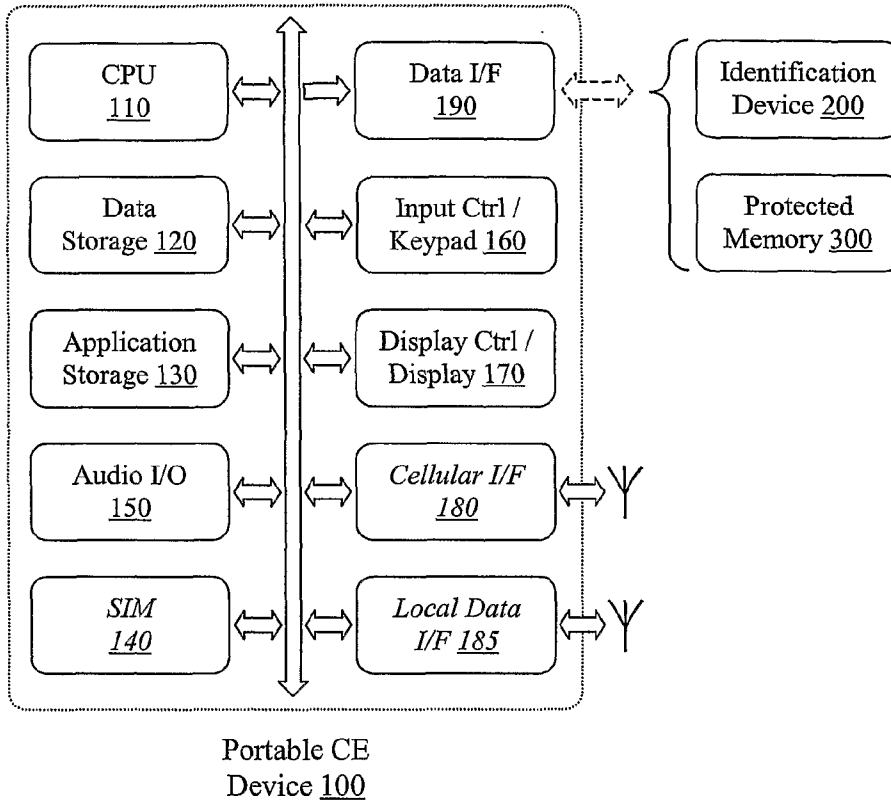 CPU
110
Data I/F
190
Identification
Device 200
Data
Storage 120
Input Ctrl /
Keypad 160
Protected
Memory 300
Application
Storage 130
Display Ctrl /
Display 170
Audio I/O
150
Cellular I/F
180
SIM
140
Local Data
I/F 185
Portable CE
Device 100